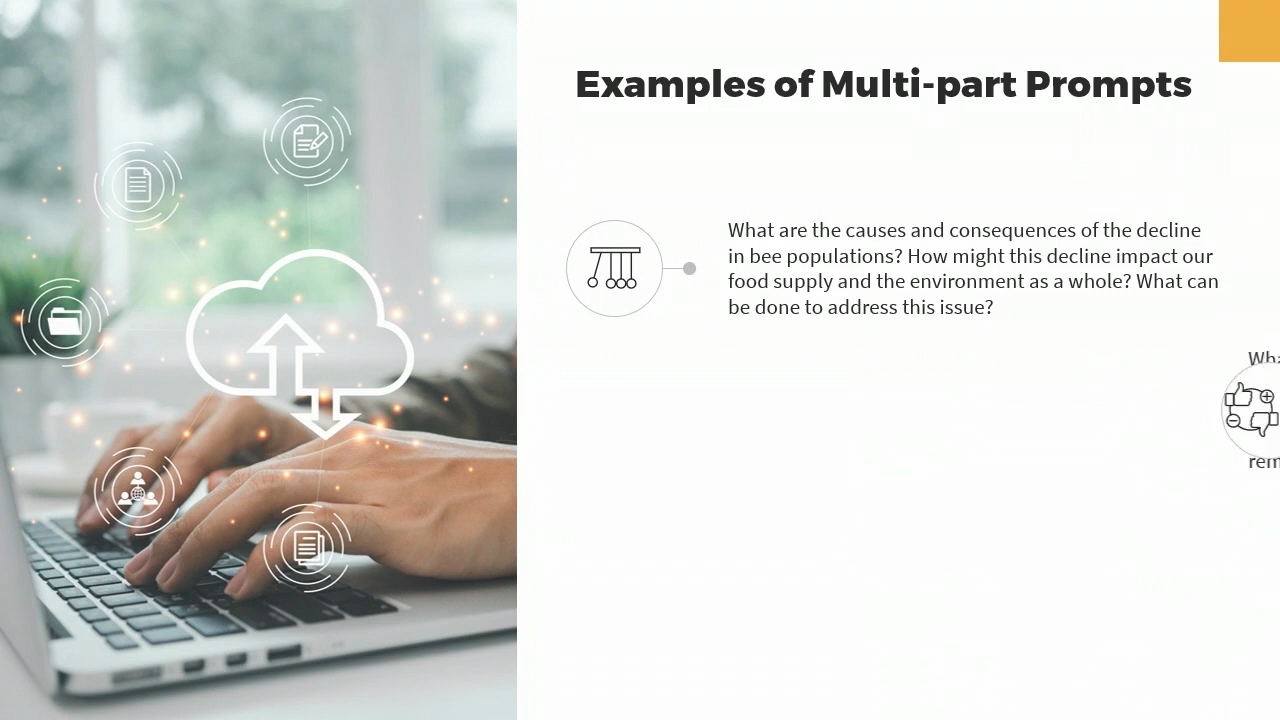 Examples of Multi-part Prompts
What are the causes and consequences of the decline
in bee populations? How might this decline impact our
food supply and the environment as a whole? What can
be done to address this issue?